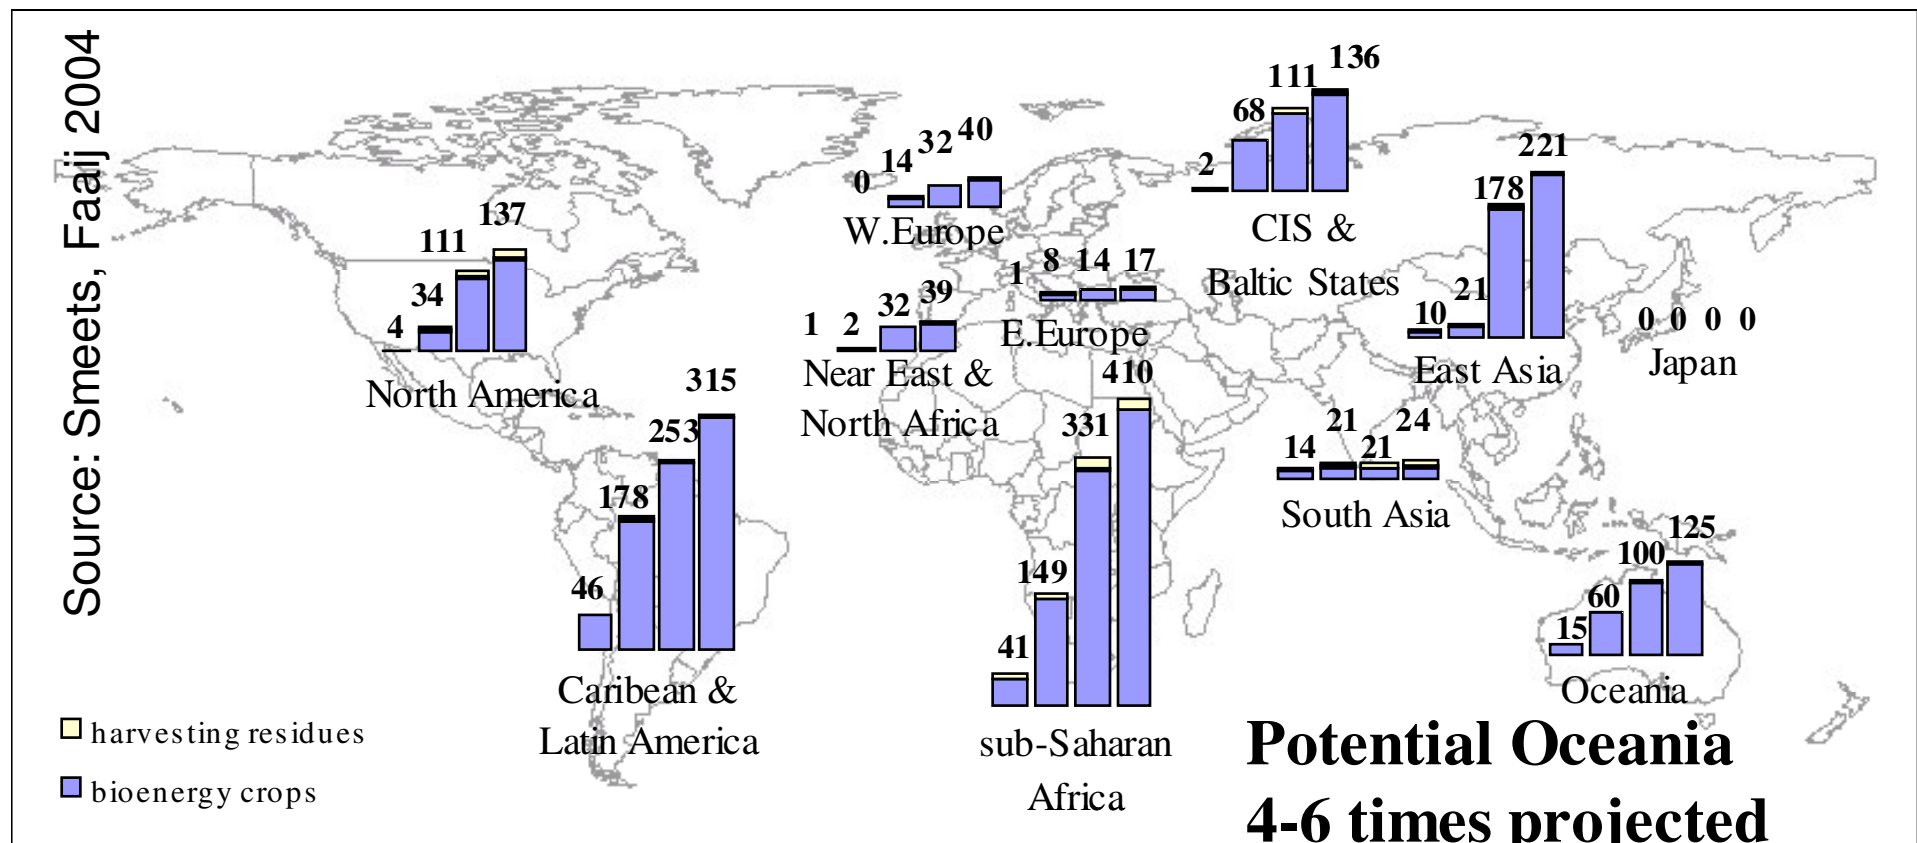 Source: Smeets, Faaij 2004
0 14 32 40
W.Europe
2 68 111 136
CIS &
Baltic States
10 21 178 221
East Asia
0 0 0 0
Japan
4 34 111 137
North America
1 8 14 17
E.Europe
1 2 32 39
Near East &
North Africa
46 178 253 315
Caribean &
Latin America
41 149 331 410
sub-Saharan
Africa
14 21 21 24
South Asia
15 60 100 125
Oceania
harvesting residues
bioenergy crops
Potential Oceania
4-6 times projected